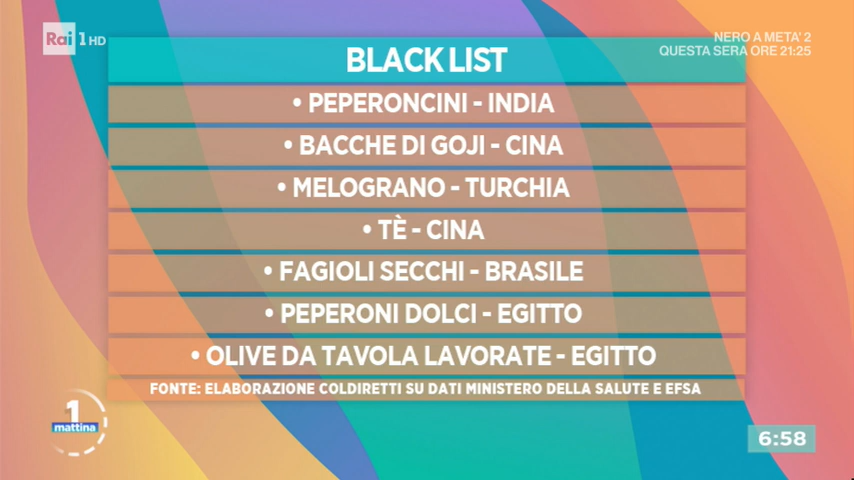 Rai 1 HD
NERO A META' 2
QUESTA SERA ORE 21:25
BLACK LIST
• PEPERONCINI - INDIA
• BACCHE DI GOJI - CINA
• MELOGRANO - TURCHIA
• TÈ - CINA
• FAGIOLI SECCHI - BRASILE
• PEPERONI DOLCI - EGITTO
• OLIVE DA TAVOLA LAVORATE - EGITTO
FONTE: ELABORAZIONE COLDIRETTI SU DATI MINISTERO DELLA SALUTE E EFSA
1
mattina
6:58